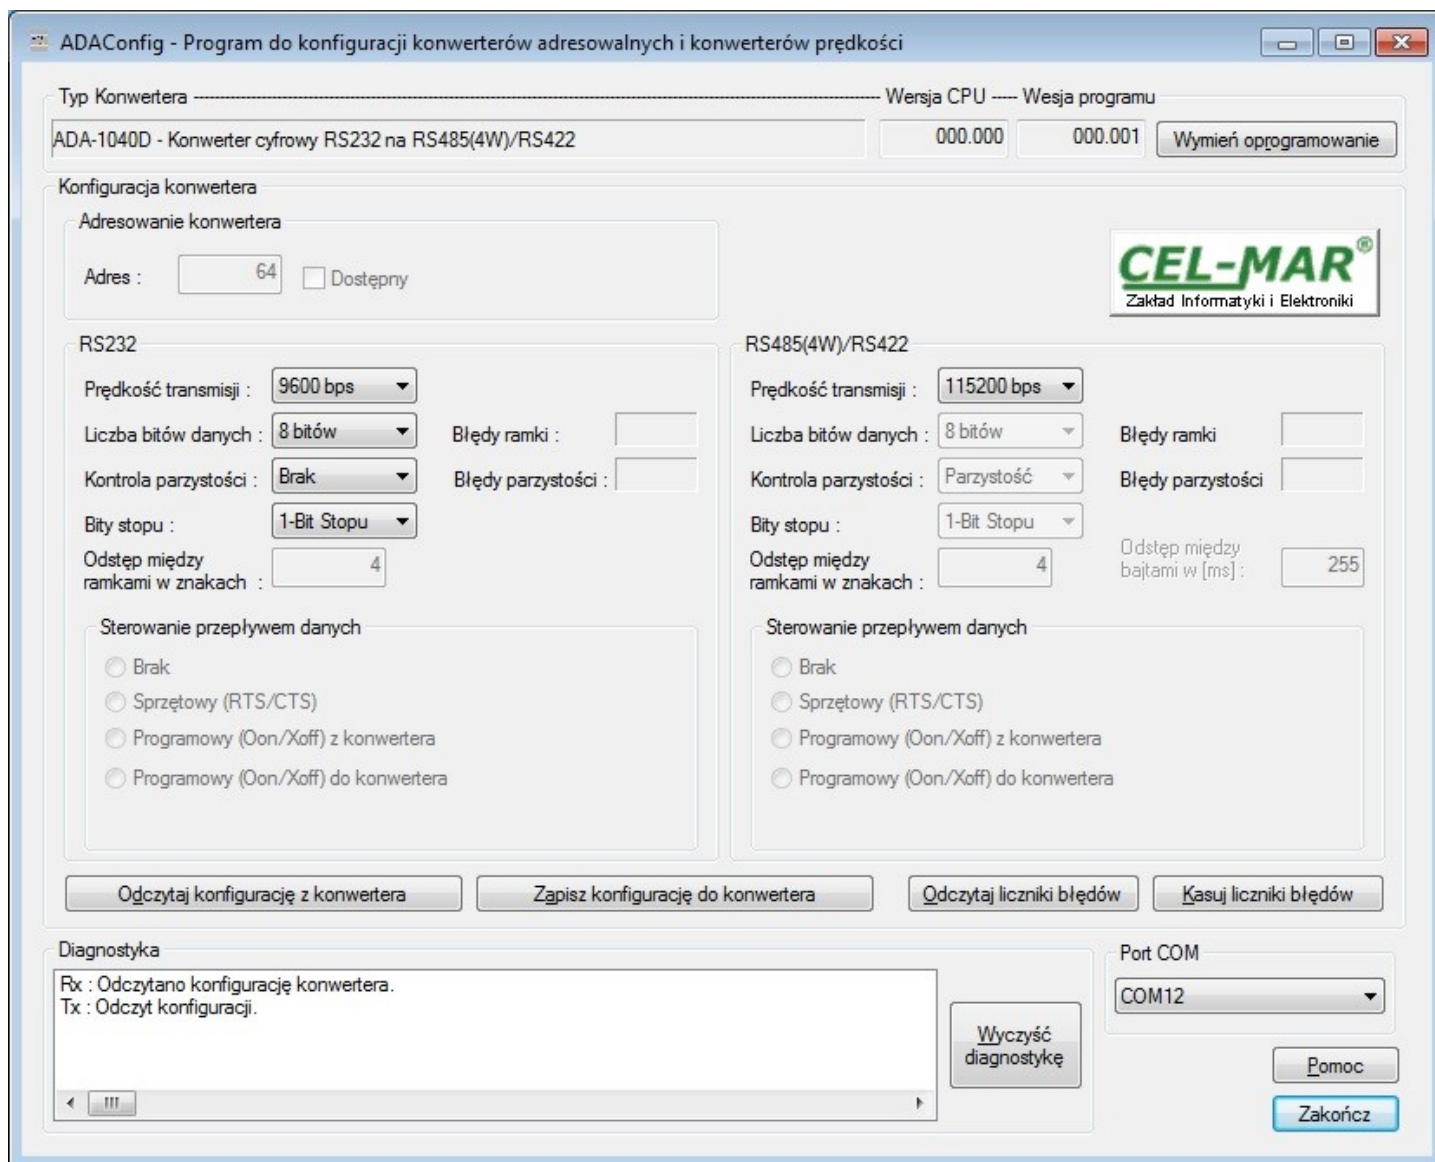 ADAConfig - Program do konfiguracji konwerterów adresowalnych i konwerterów prędkości
Typ Konwertera Wersja CPU Wesja programu
ADA-1040D - Konwerter cyfrowy RS232 na RS485(4W)/RS422 000.000 000.001 Wymień oprogramowanie
Konfiguracja konwertera
Adresowanie konwertera
Adres : 64 Dostępny
CEL-MAR®
Zakład Informatyki i Elektroniki
RS232
Prędkość transmisji : 9600 bps
Liczba bitów danych : 8 bitów Błędy ramki :
Kontrola parzystości : Brak Błędy parzystości :
Bity stopu : 1-Bit Stopu
Odstęp między
ramkami w znakach : 4
Sterowanie przepływem danych
Brak
Sprzętowy (RTS/CTS)
Programowy (Oon/Xoff) z konwertera
Programowy (Oon/Xoff) do konwertera
RS485(4W)/RS422
Prędkość transmisji : 115200 bps
Liczba bitów danych : 8 bitów Błędy ramki
Kontrola parzystości : Parzystość Błędy parzystości
Bity stopu : 1-Bit Stopu
Odstęp między
ramkami w znakach : 4
Odstęp między
bajtami w [ms] : 255
Sterowanie przepływem danych
Brak
Sprzętowy (RTS/CTS)
Programowy (Oon/Xoff) z konwertera
Programowy (Oon/Xoff) do konwertera
Odczytaj konfigurację z konwertera Zapisz konfigurację do konwertera Odczytaj liczniki błędów Kasuj liczniki błędów
Diagnostyka
Rx : Odczytano konfigurację konwertera.
Tx : Odczyt konfiguracji.
Wyczyść
diagnostykę
Port COM
COM12
Pomoc
Zakończ